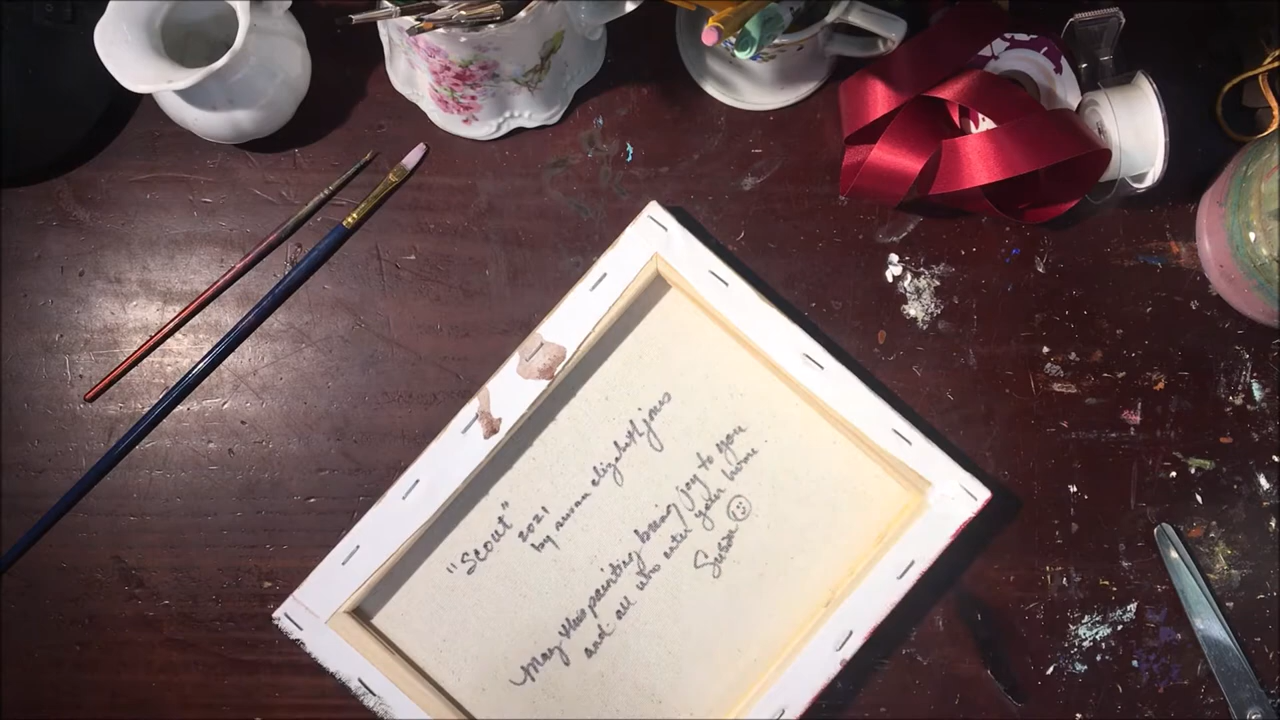 "Scout"
2021
by susan elizabeth jones
May this painting bring joy to you
and all who enter your home.
Susan